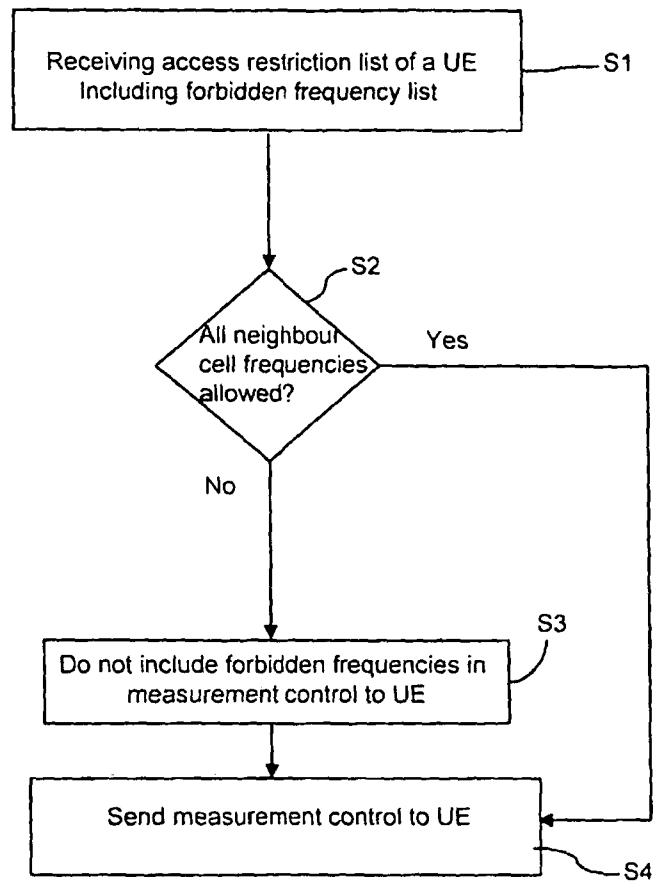 Receiving access restriction list of a UE
Including forbidden frequency list
S1
S2
All neighbour
cell frequencies
allowed?
Yes
No
S3
Do not include forbidden frequencies in
measurement control to UE
Send measurement control to UE
S4